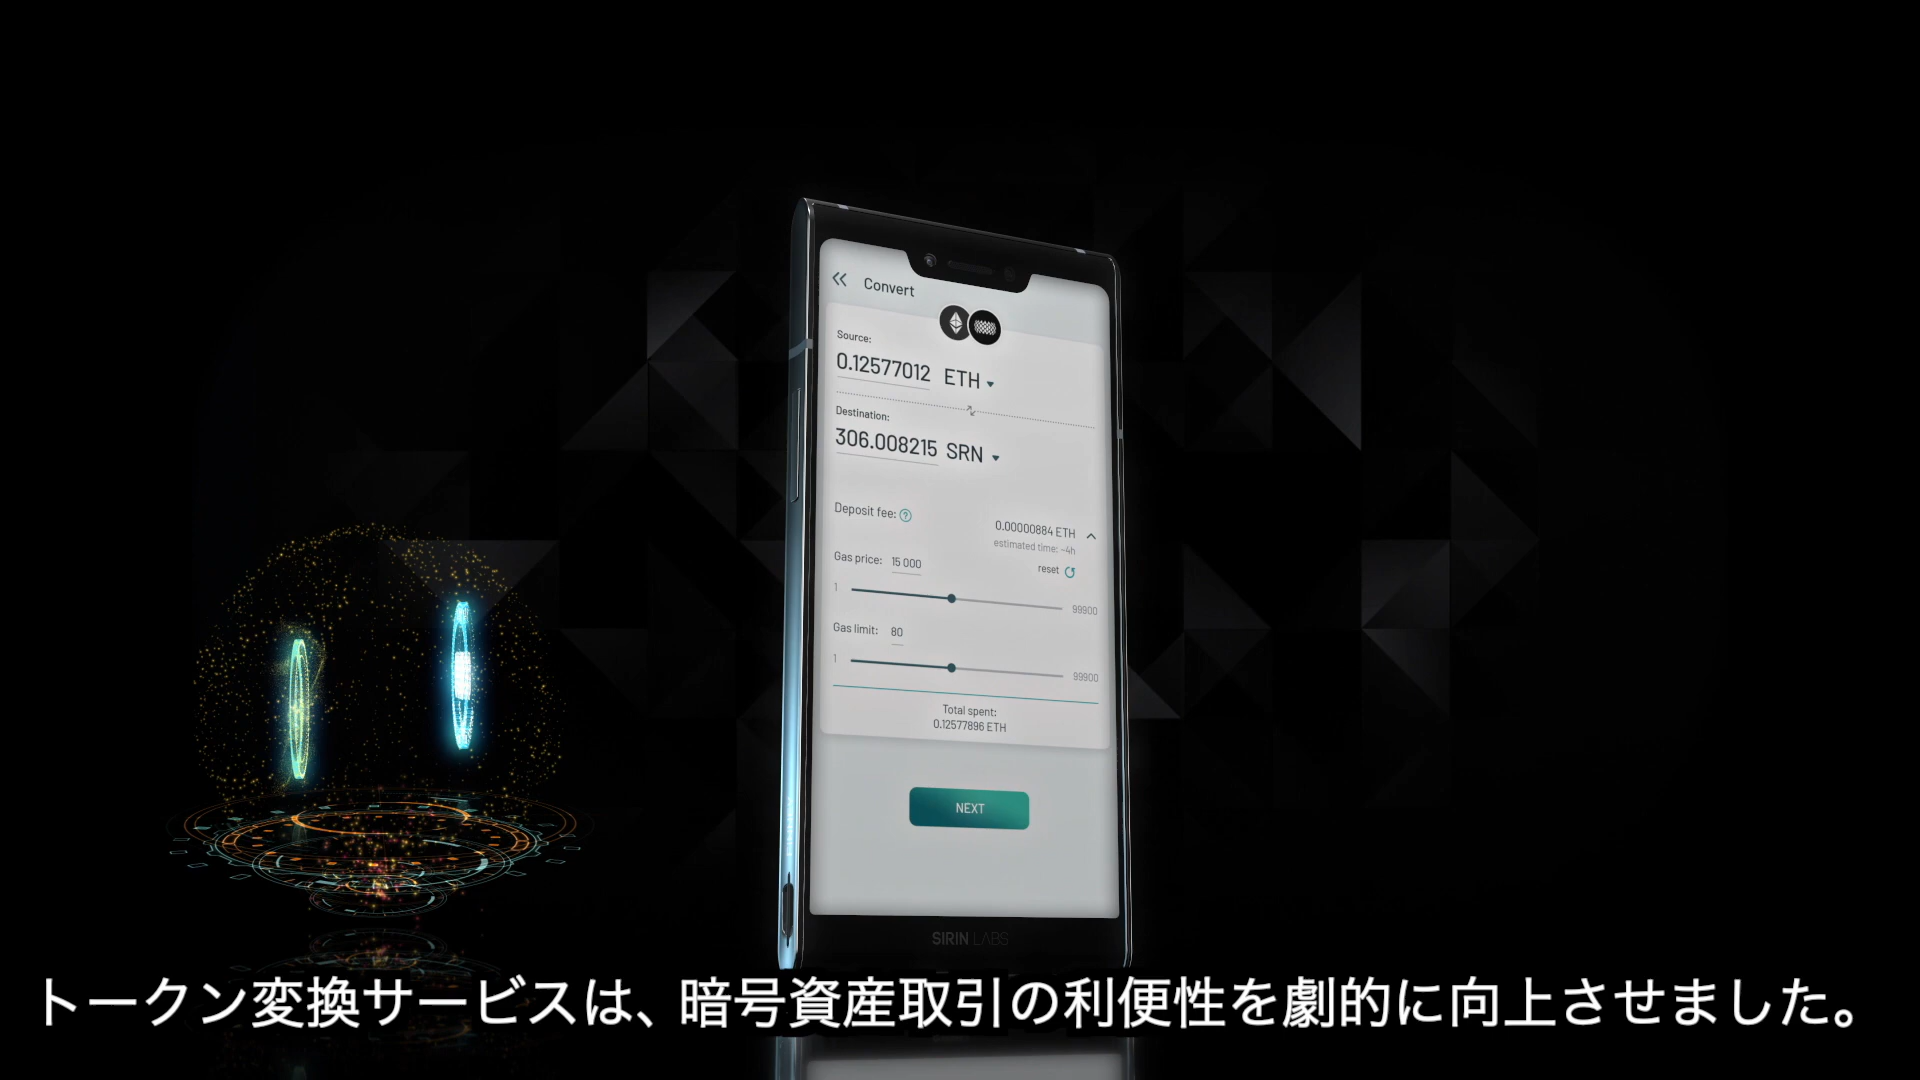 Convert
Source:
0.12577012 ETH
Destination:
306.008215 SRN
Deposit fee: ?
0.00000884 ETH
estimated time: ~4h
Gas price: 15 000
reset
1
99900
Gas limit: 80
1
99900
Total spent:
0.12577896 ETH
NEXT
SIRIN LABS
トークン変換サービスは、暗号資産取引の利便性を劇的に向上させました。